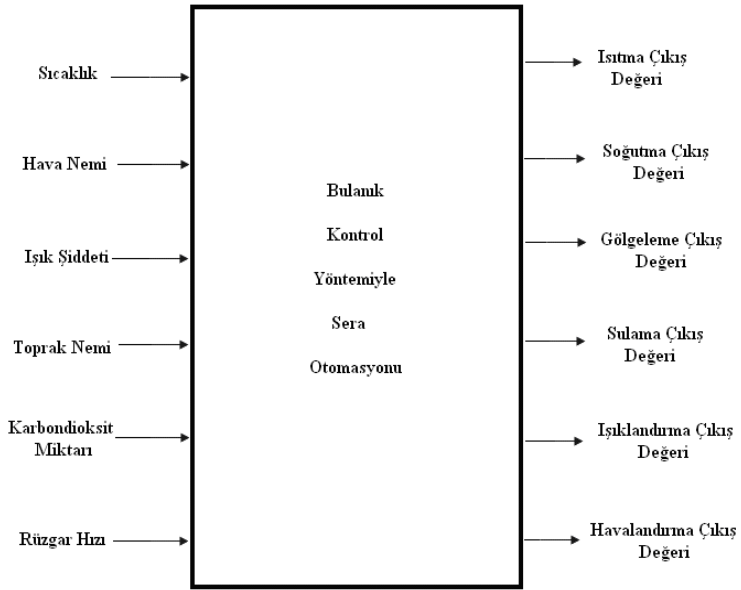 Sıcaklık
Hava Nemi
Işık Şiddeti
Toprak Nemi
Karbondioksit
Miktarı
Rüzgar Hızı
Bulanık
Kontrol
Yöntemiyle
Sera
Otomasyonu
Isıtma Çıkış
Değeri
Soğutma Çıkış
Değeri
Gölgeleme Çıkış
Değeri
Sulama Çıkış
Değeri
Işıklandırma Çıkış
Değeri
Havalandırma Çıkış
Değeri